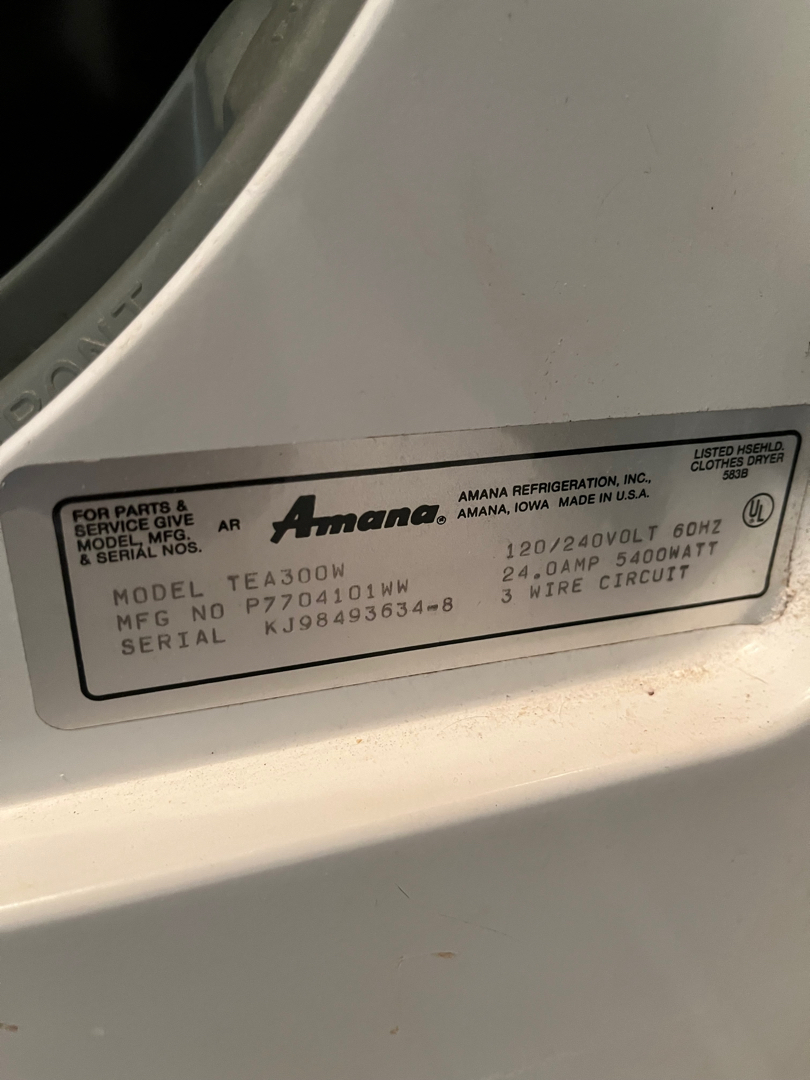 RONT
FOR PARTS &
SERVICE GIVE
MODEL, MFG.
& SERIAL NOS.
AR
Amana®
AMANA REFRIGERATION, INC.,
AMANA, IOWA MADE IN U.S.A.
LISTED HSEHLD.
CLOTHES DRYER
583B
UL
MODEL TEA300W
MFG NO P7704101WW
SERIAL KJ98493634-8
120/240VOLT 60HZ
24.0AMP 5400WATT
3 WIRE CIRCUIT